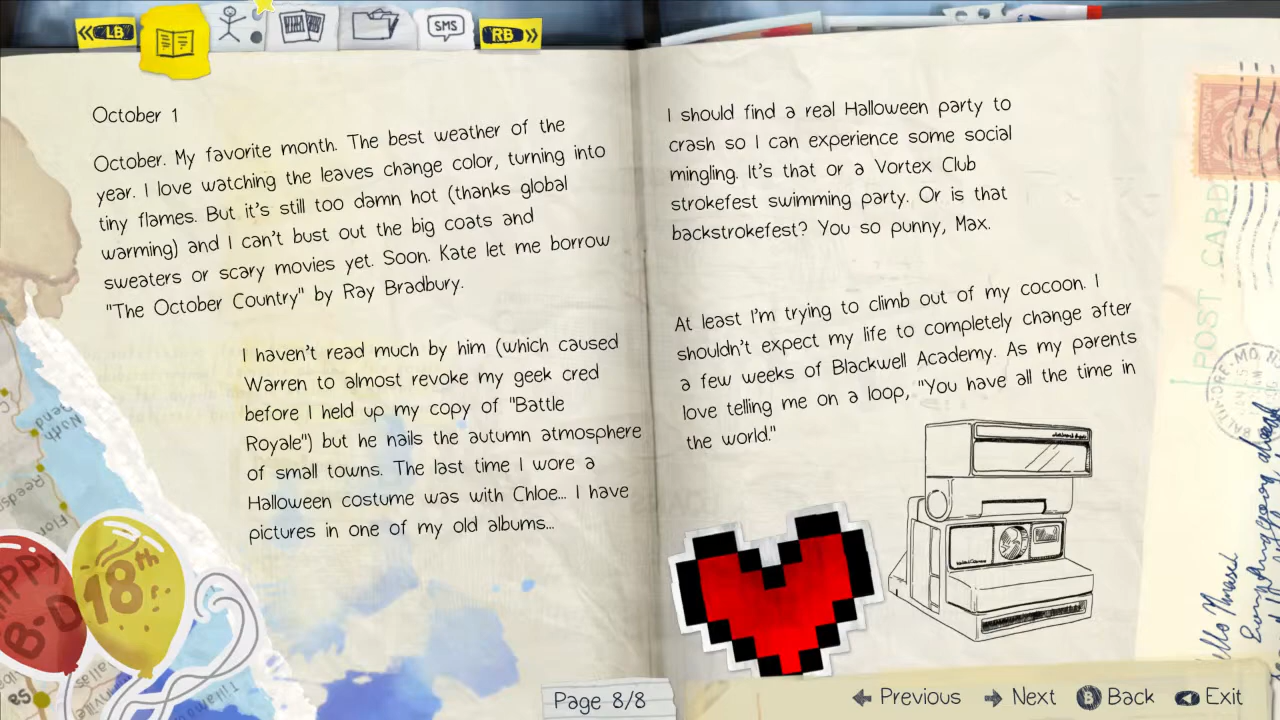 LB
SMS
RB
October 1
October. My favorite month. The best weather of the
year. I love watching the leaves change color, turning into
tiny flames. But it's still too damn hot (thanks global
warming) and I can't bust out the big coats and
sweaters or scary movies yet. Soon. Kate let me borrow
"The October Country" by Ray Bradbury.
I haven't read much by him (which caused
Warren to almost revoke my geek cred
before I held up my copy of "Battle
Royale") but he nails the autumn atmosphere
of small towns. The last time I wore a
Halloween costume was with Chloe... I have
pictures in one of my old albums...
I should find a real Halloween party to
crash so I can experience some social
mingling. It's that or a Vortex Club
strokefest swimming party. Or is that
backstrokefest? You so punny, Max.
At least I'm trying to climb out of my cocoon. I
shouldn't expect my life to completely change after
a few weeks of Blackwell Academy. As my parents
love telling me on a loop, "You have all the time in
the world."
North
Bend
18th
B-D
POST CARD
Page 8/8
Previous
Next
B Back
Exit